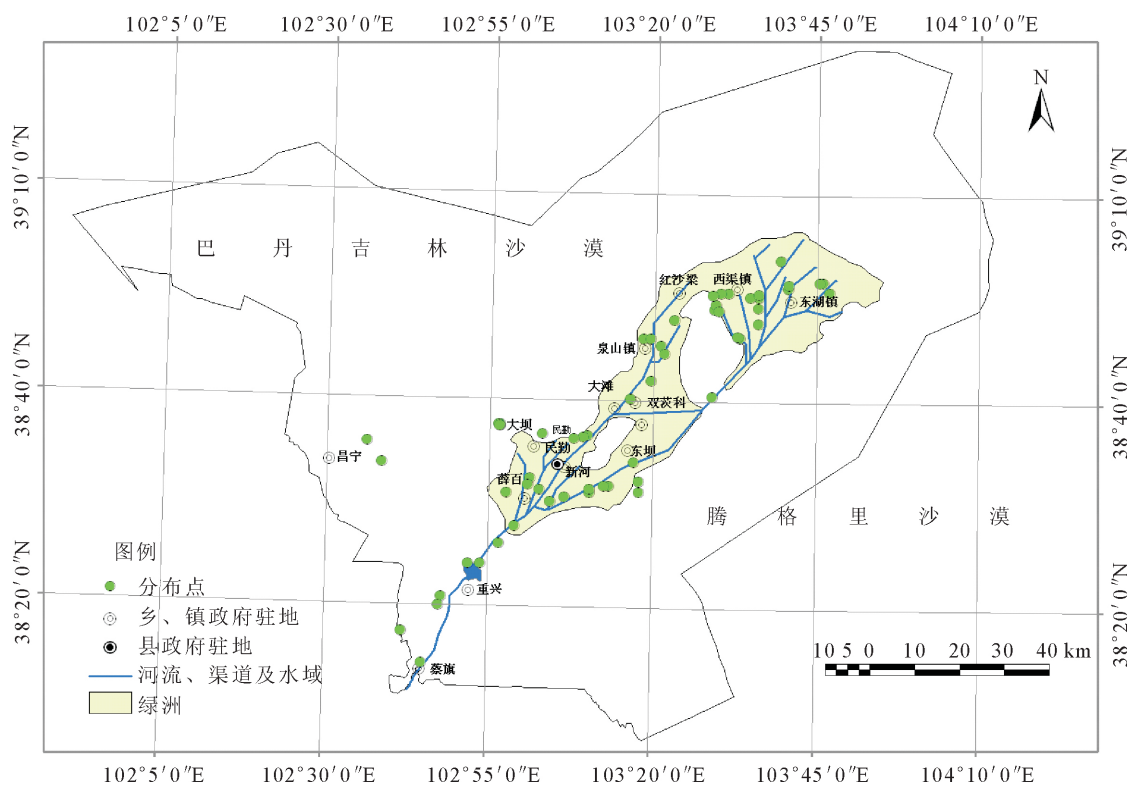 102°5′0″E 102°30′0″E 102°55′0″E 103°20′0″E 103°45′0″E 104°10′0″E
N
39°10′0″N
39°10′0″N
巴丹吉林沙漠
红沙梁
西渠镇
东湖镇
泉山镇
38°40′0″N
38°40′0″N
大滩
双茨科
大坝
民勤
民勤
东坝
昌宁
新河
薛百
腾格里沙漠
图例
分布点
重兴
38°20′0″N
38°20′0″N
乡、镇政府驻地
县政府驻地
10 5 0 10 20 30 40 km
蔡旗
河流、渠道及水域
绿洲
102°5′0″E 102°30′0″E 102°55′0″E 103°20′0″E 103°45′0″E 104°10′0″E